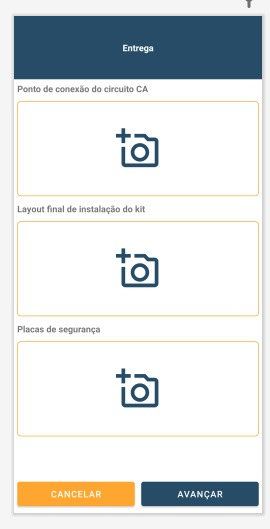 Entrega
Ponto de conexão do circuito CA
Layout final de instalação do kit
Placas de segurança
CANCELAR
AVANÇAR